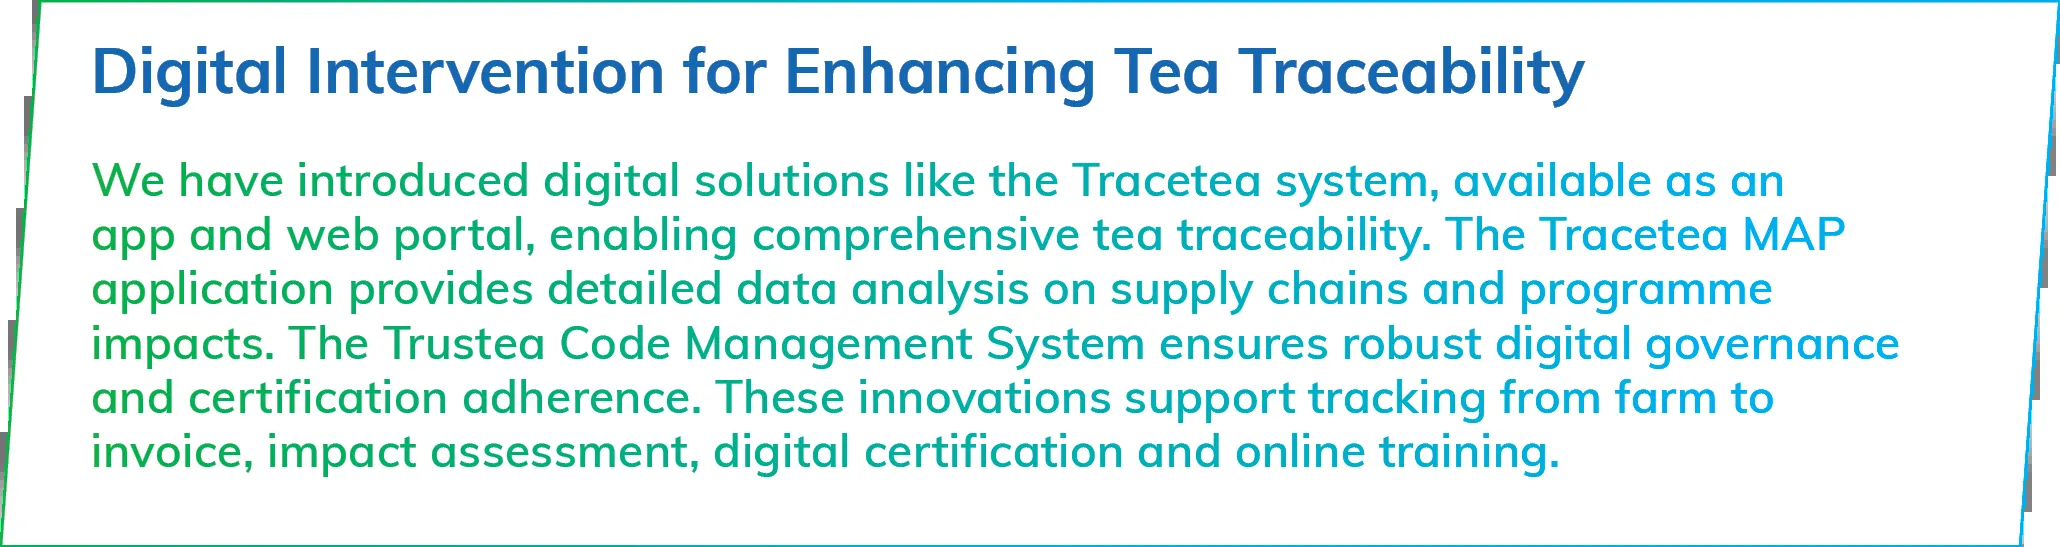 Digital Intervention for Enhancing Tea Traceability
We have introduced digital solutions like the Tracetea system, available as an
app and web portal, enabling comprehensive tea traceability. The Tracetea MAP
application provides detailed data analysis on supply chains and programme
impacts. The Trustea Code Management System ensures robust digital governance
and certification adherence. These innovations support tracking from farm to
invoice, impact assessment, digital certification and online training.